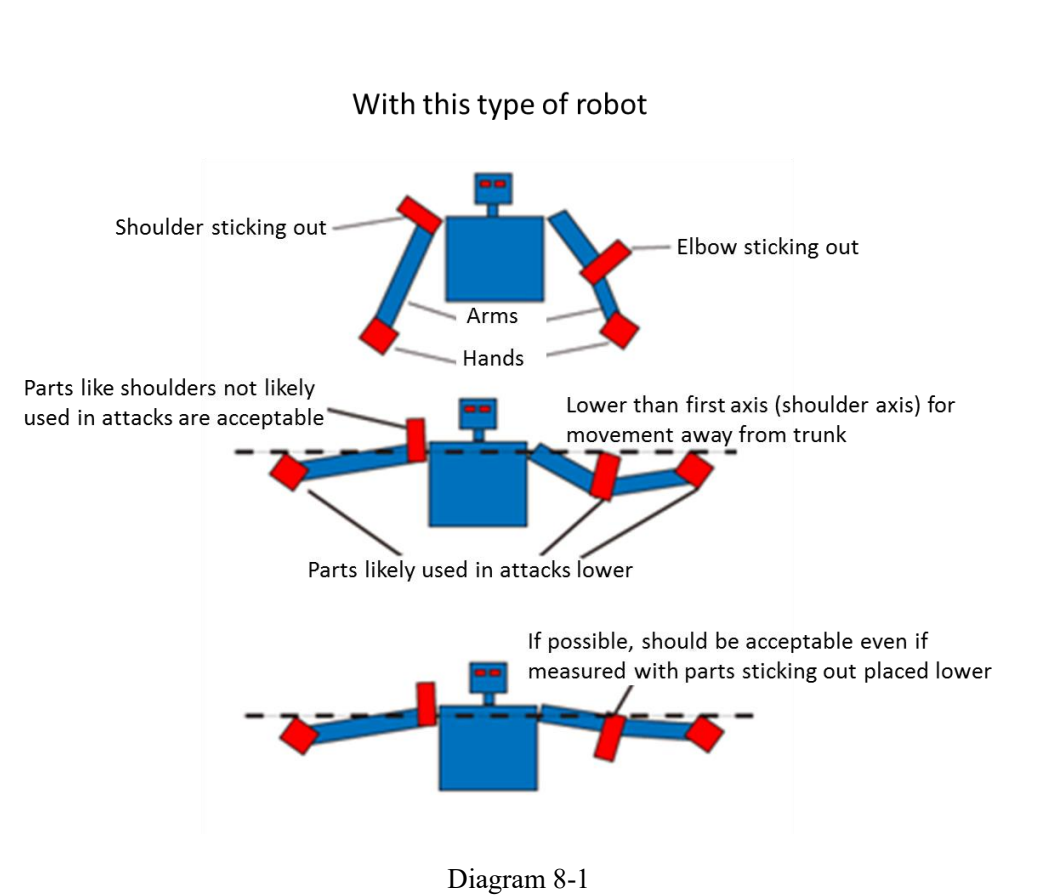 With this type of robot
Shoulder sticking out
Elbow sticking out
Arms
Hands
Parts like shoulders not likely
used in attacks are acceptable
Lower than first axis (shoulder axis) for
movement away from trunk
Parts likely used in attacks lower
If possible, should be acceptable even if
measured with parts sticking out placed lower
Diagram 8-1